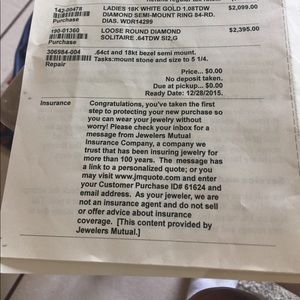 142-00476 LADIES 18K WHITE GOLD 1.08TDW $2,099.00
Purchase DIAMOND SEMI-MOUNT RING 84-RD.
DIAS. WDR14299
190-01360 LOOSE ROUND DIAMOND $2,395.00
Purchase SOLITAIRE .64TDW SI2,G
306984-004 .64ct and 18kt bezel semi mount.
Repair Tasks:mount stone and size to 5 1/4.
Price... $0.00
No deposit taken.
Due at pickup... $0.00
Ready Date: 12/28/2015.
Insurance Congratulations, you've taken the first
step to protecting your new purchase so
you can wear your jewelry without
worry! Please check your inbox for a
message from Jewelers Mutual
Insurance Company, a company we
trust that has been insuring jewelry for
more than 100 years. The message has
a link to a personalized quote; or you
may visit www.jmquote.com and enter
your Customer Purchase ID# 61624 and
email address. As your jeweler, we are
not an insurance agent and do not sell
or offer advice about insurance
coverage. [This content provided by
Jewelers Mutual.]